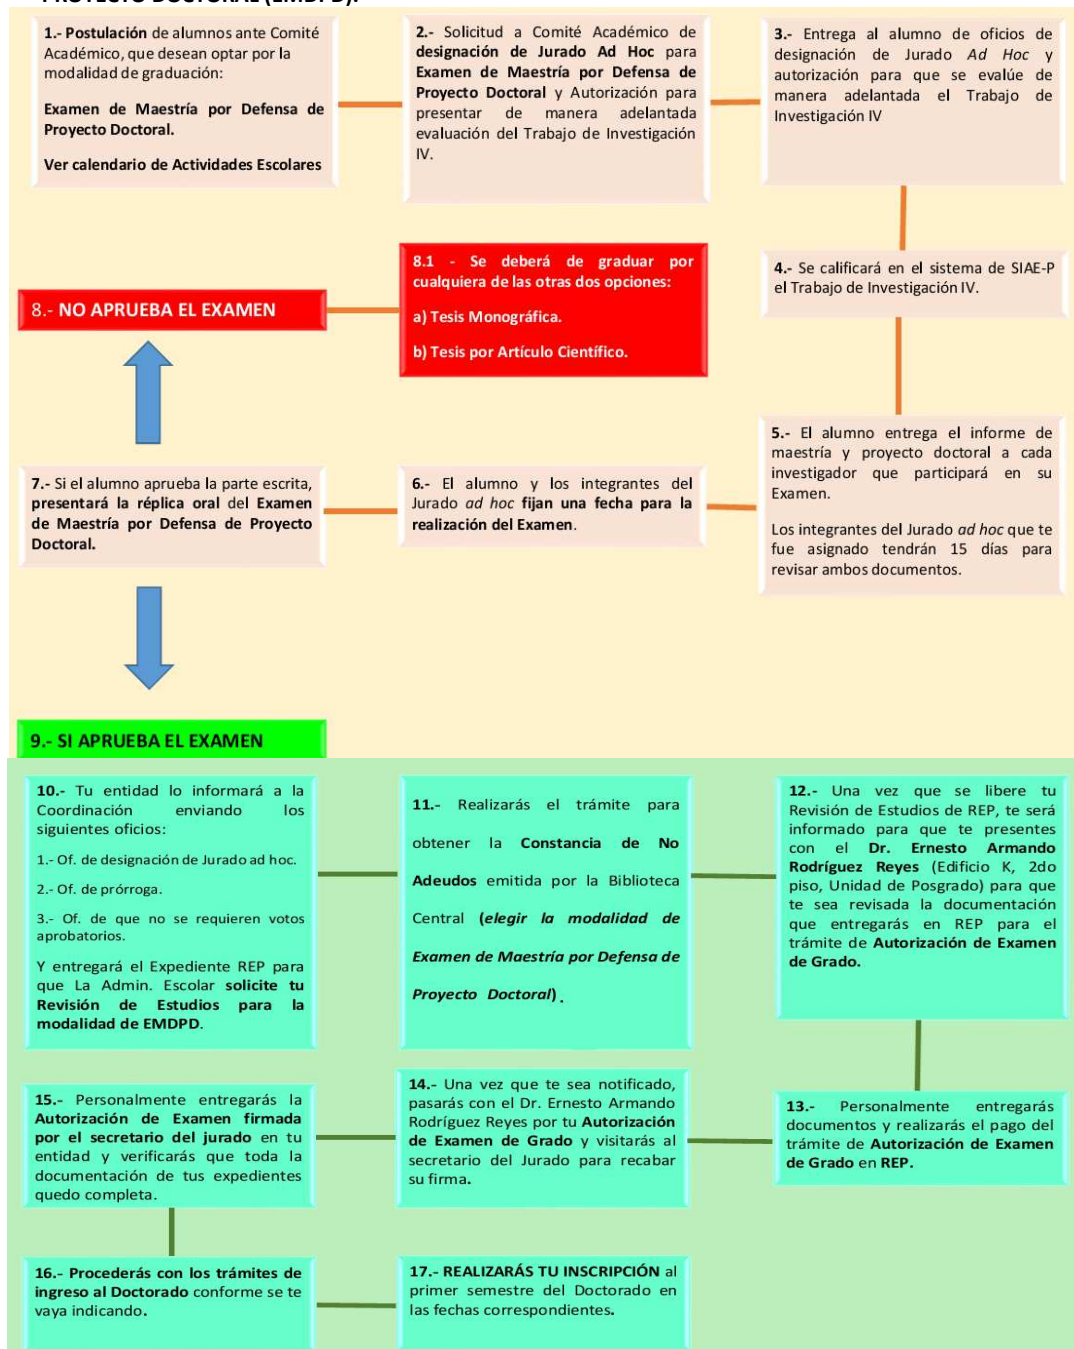 PROYECTO DOCTORAL (EMDPD).
1.- Postulación de alumnos ante Comité
Académico, que desean optar por la
modalidad de graduación:
Examen de Maestría por Defensa de
Proyecto Doctoral.
Ver calendario de Actividades Escolares
2.- Solicitud a Comité Académico de
designación de Jurado Ad Hoc para
Examen de Maestría por Defensa de
Proyecto Doctoral y Autorización para
presentar de manera adelantada
evaluación del Trabajo de Investigación
IV.
3.- Entrega al alumno de oficios de
designación de Jurado Ad Hoc y
autorización para que se evalúe de
manera adelantada el Trabajo de
Investigación IV
4.- Se calificará en el sistema de SIAE-P
el Trabajo de Investigación IV.
8.1 - Se deberá de graduar por
cualquiera de las otras dos opciones:
a) Tesis Monográfica.
b) Tesis por Artículo Científico.
8.- NO APRUEBA EL EXAMEN
5.- El alumno entrega el informe de
maestría y proyecto doctoral a cada
investigador que participará en su
Examen.
Los integrantes del Jurado ad hoc que te
fue asignado tendrán 15 días para
revisar ambos documentos.
6.- El alumno y los integrantes del
Jurado ad hoc fijan una fecha para la
realización del Examen.
7.- Si el alumno aprueba la parte escrita,
presentará la réplica oral del Examen
de Maestría por Defensa de Proyecto
Doctoral.
9.- SI APRUEBA EL EXAMEN
10.- Tu entidad lo informará a la
Coordinación enviando los
siguientes oficios:
1.- Of. de designación de Jurado ad hoc.
2.- Of. de prórroga.
3.- Of. de que no se requieren votos
aprobatorios.
Y entregará el Expediente REP para
que La Admin. Escolar solicite tu
Revisión de Estudios para la
modalidad de EMDPD.
11.- Realizarás el trámite para
obtener la Constancia de No
Adeudos emitida por la Biblioteca
Central (elegir la modalidad de
Examen de Maestría por Defensa de
Proyecto Doctoral).
12.- Una vez que se libere tu
Revisión de Estudios de REP, te será
informado para que te presentes
con el Dr. Ernesto Armando
Rodríguez Reyes (Edificio K, 2do
piso, Unidad de Posgrado) para que
te sea revisada la documentación
que entregarás en REP para el
trámite de Autorización de Examen
de Grado.
13.- Personalmente entregarás
documentos y realizarás el pago del
trámite de Autorización de Examen
de Grado en REP.
14.- Una vez que te sea notificado,
pasarás con el Dr. Ernesto Armando
Rodríguez Reyes por tu Autorización
de Examen de Grado y visitarás al
secretario del Jurado para recabar
su firma.
15.- Personalmente entregarás la
Autorización de Examen firmada
por el secretario del jurado en tu
entidad y verificarás que toda la
documentación de tus expedientes
quedo completa.
16.- Procederás con los trámites de
ingreso al Doctorado conforme se te
vaya indicando.
17.- REALIZARÁS TU INSCRIPCIÓN al
primer semestre del Doctorado en
las fechas correspondientes.